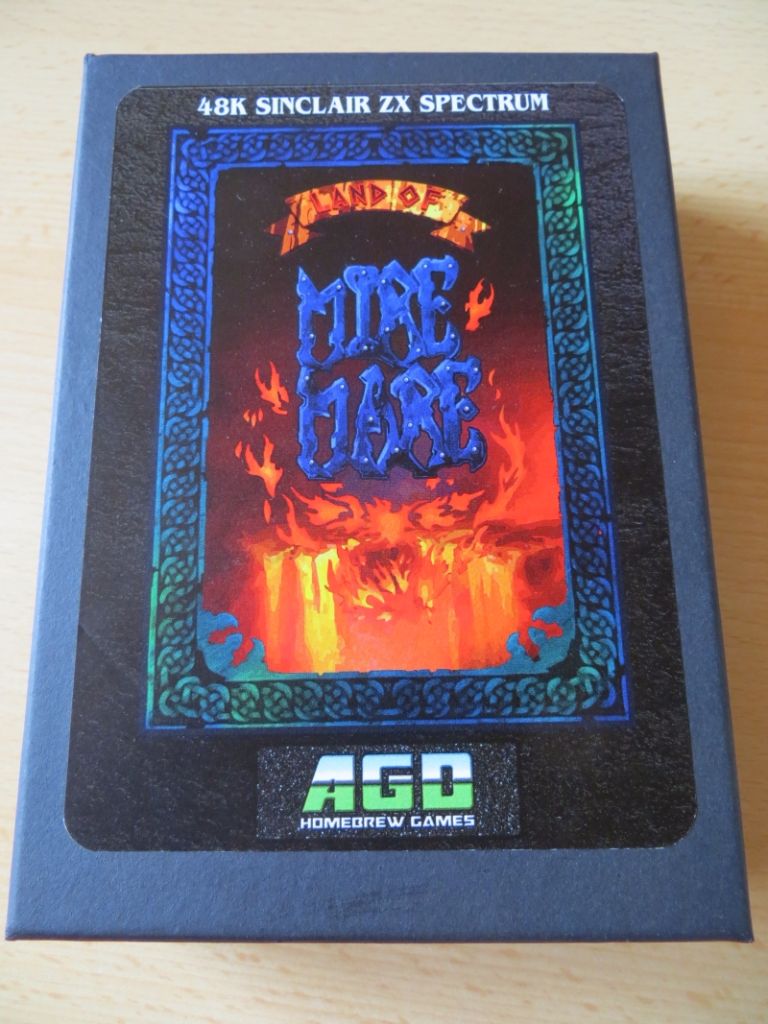 48K SINCLAIR ZX SPECTRUM
LAND OF
MIRE
MARE
AGD
HOMEBREW GAMES